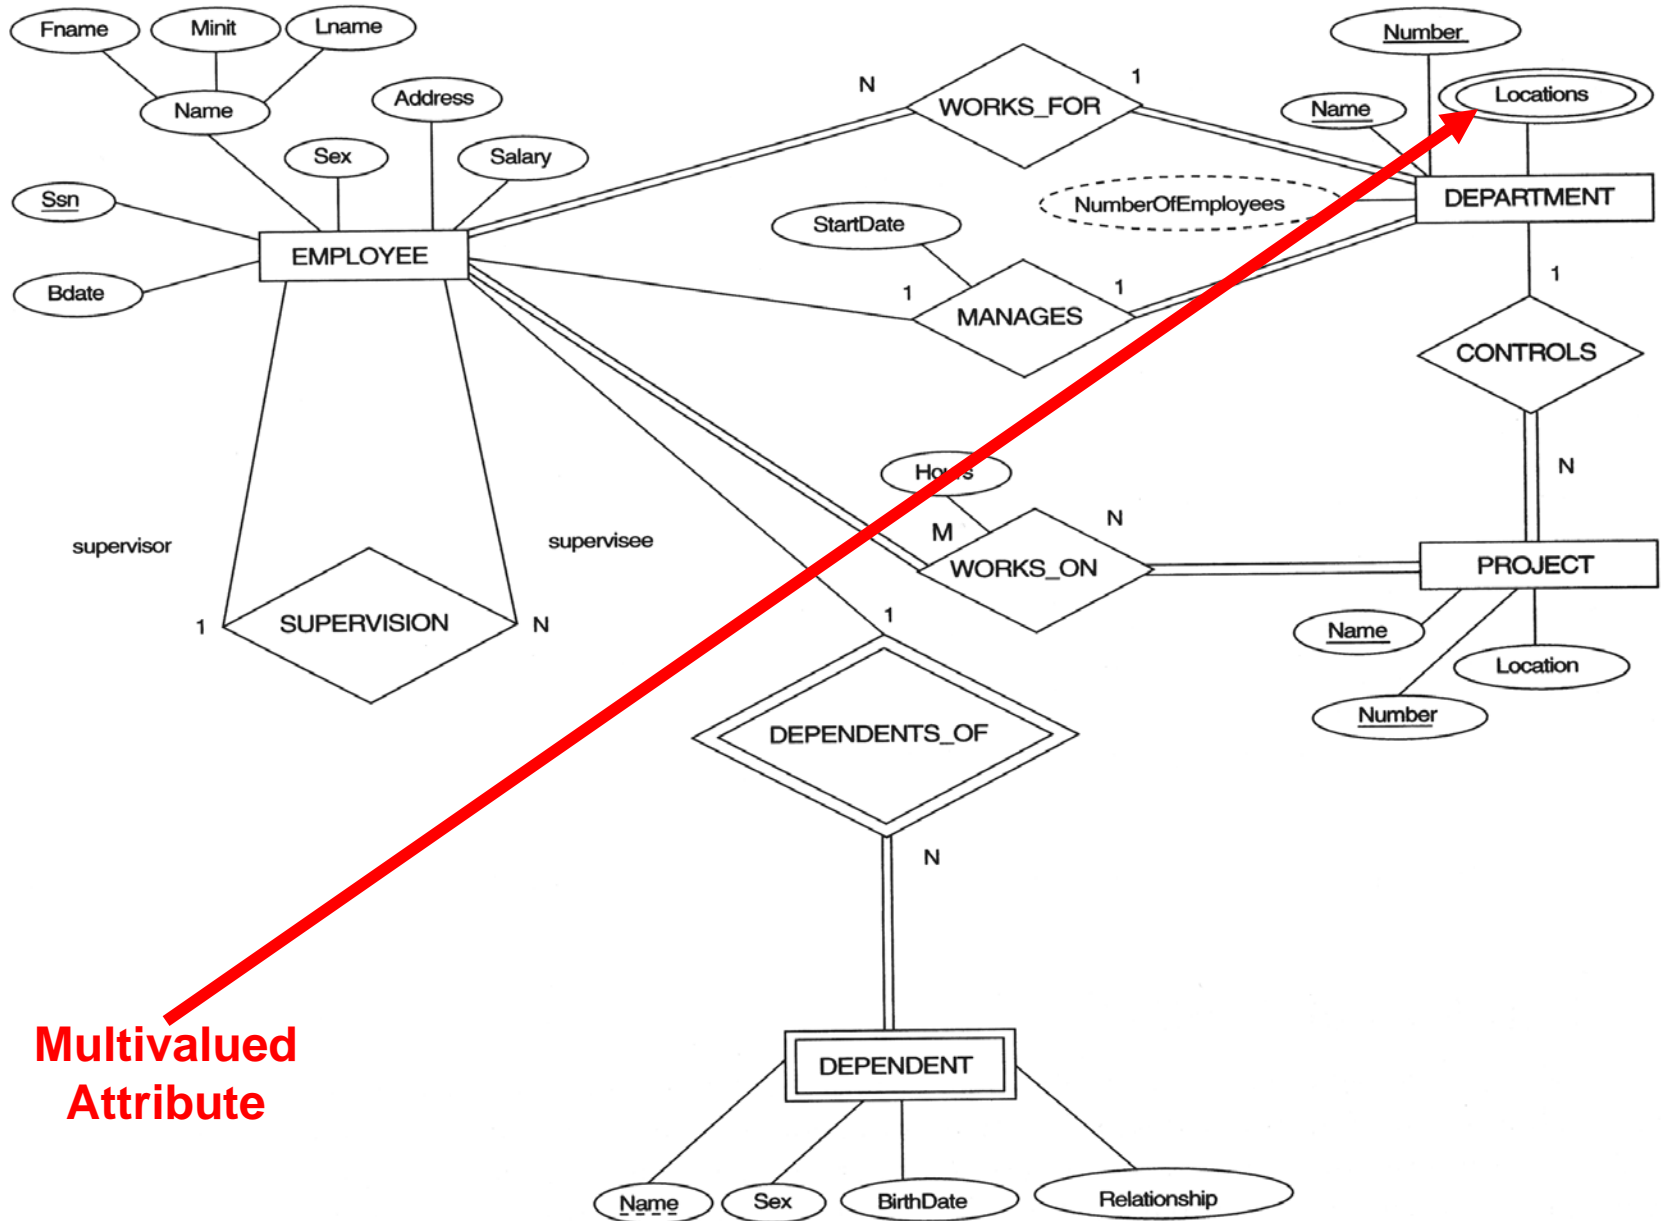 Fname
Minit
Lname
Number
Name
Address
N
WORKS_FOR
1
Name
Locations
Sex
Salary
Ssn
NumberOfEmployees
DEPARTMENT
StartDate
EMPLOYEE
Bdate
1
MANAGES
1
1
CONTROLS
Hours
N
M
N
supervisor
supervisee
WORKS_ON
PROJECT
1
SUPERVISION
N
1
Name
Location
Number
DEPENDENTS_OF
N
Multivalued
Attribute
DEPENDENT
Name
Sex
BirthDate
Relationship